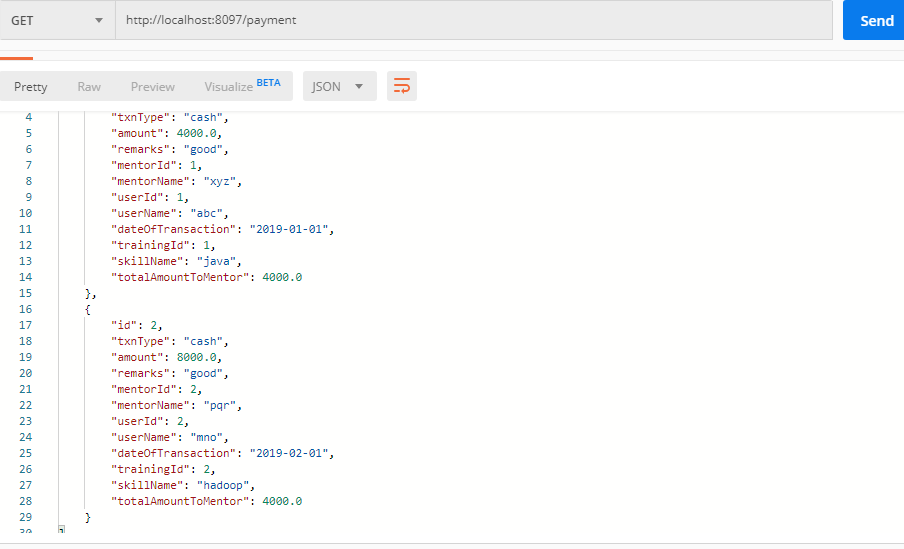 GET http://localhost:8097/payment Send
Pretty Raw Preview Visualize BETA JSON
4 "txnType": "cash",
5 "amount": 4000.0,
6 "remarks": "good",
7 "mentorId": 1,
8 "mentorName": "xyz",
9 "userId": 1,
10 "userName": "abc",
11 "dateOfTransaction": "2019-01-01",
12 "trainingId": 1,
13 "skillName": "java",
14 "totalAmountToMentor": 4000.0
15 },
16 {
17 "id": 2,
18 "txnType": "cash",
19 "amount": 8000.0,
20 "remarks": "good",
21 "mentorId": 2,
22 "mentorName": "pqr",
23 "userId": 2,
24 "userName": "mno",
25 "dateOfTransaction": "2019-02-01",
26 "trainingId": 2,
27 "skillName": "hadoop",
28 "totalAmountToMentor": 4000.0
29 }
30 ]